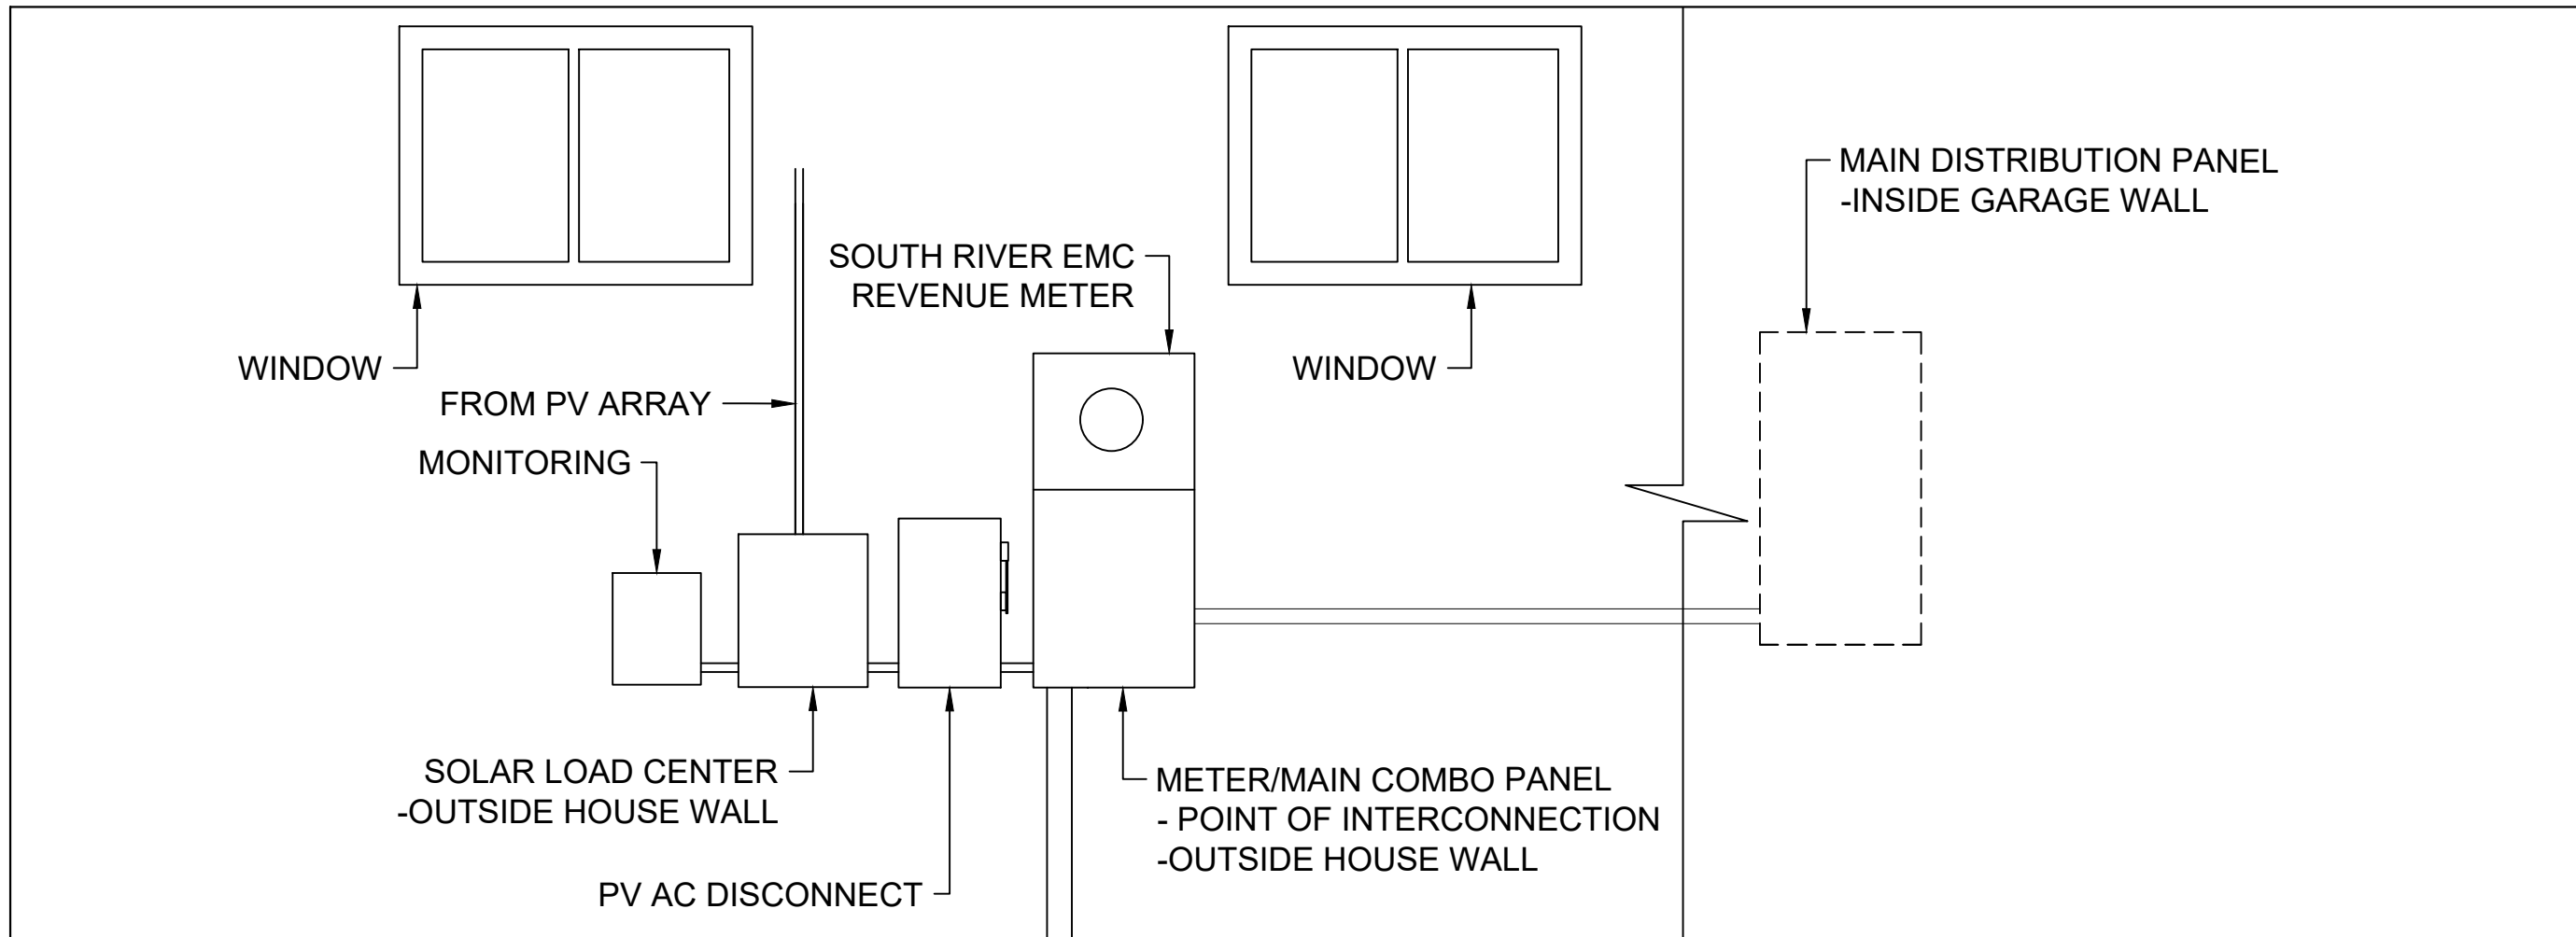 MAIN DISTRIBUTION PANEL
-INSIDE GARAGE WALL
SOUTH RIVER EMC
REVENUE METER
WINDOW
WINDOW
FROM PV ARRAY
MONITORING
SOLAR LOAD CENTER
-OUTSIDE HOUSE WALL
METER/MAIN COMBO PANEL
- POINT OF INTERCONNECTION
-OUTSIDE HOUSE WALL
PV AC DISCONNECT